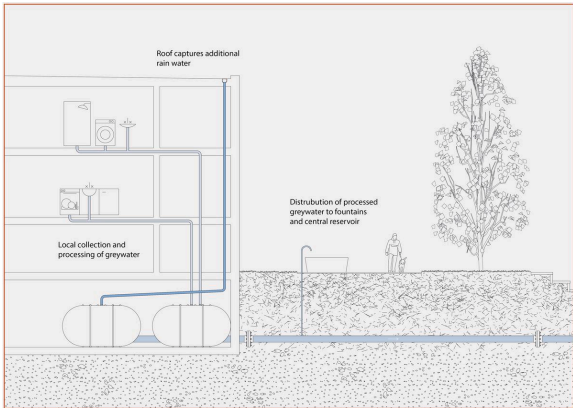 Roof captures additional
rain water
Distrubution of processed
greywater to fountains
and central reservoir
Local collection and
processing of greywater